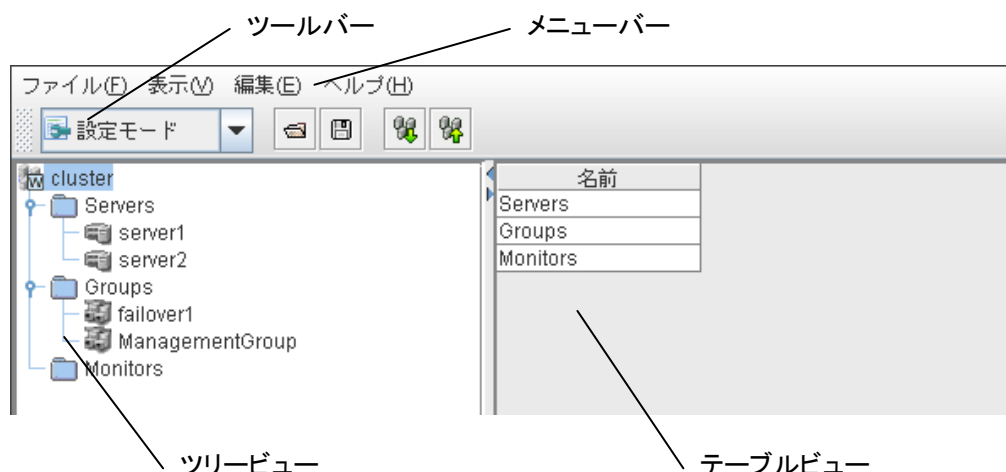 ツールバー メニューバー
ファイル(F) 表示(V) 編集(E) ヘルプ(H)
設定モード
cluster
Servers
server1
server2
Groups
failover1
ManagementGroup
Monitors
名前
Servers
Groups
Monitors
ツリービュー テーブルビュー